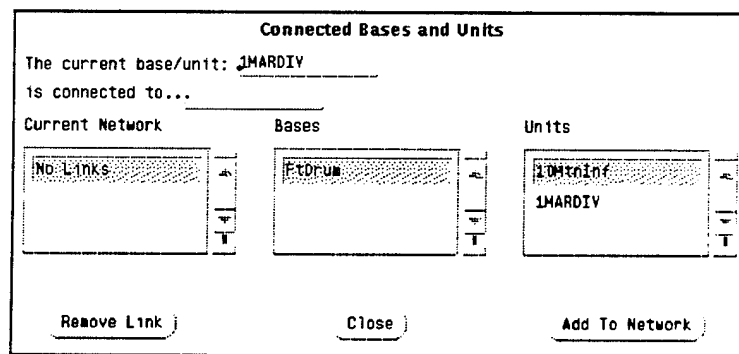 Connected Bases and Units
The current base/unit: 1MARDIV
is connected to...
Current Network
Bases
Units
No Links
FtDrum
10MtnInf
1MARDIV
Remove Link
Close
Add To Network